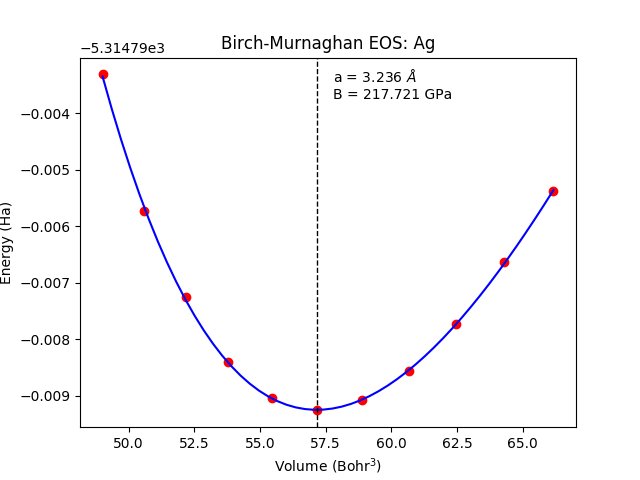 Birch-Murnaghan EOS: Ag
−5.31479e3
a = 3.236 Å
B = 217.721 GPa
−0.004
−0.005
−0.006
−0.007
−0.008
−0.009
Energy (Ha)
50.0 52.5 55.0 57.5 60.0 62.5 65.0
Volume (Bohr³)